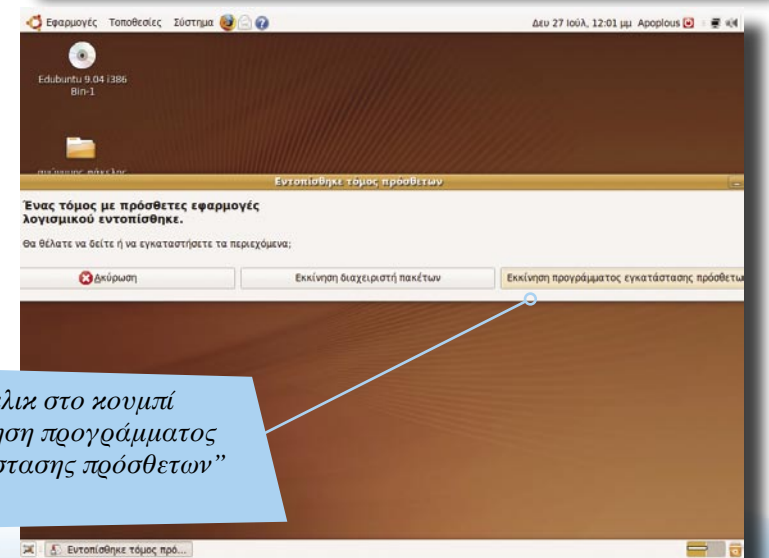 Εφαρμογές Τοποθεσίες Σύστημα Δευ 27 Ιούλ, 12:01 μμ Apoplous
Edubuntu 9.04 i386
Bin-1
Εντοπίσθηκε τόμος πρόσθετων
Ένας τόμος με πρόσθετες εφαρμογές
λογισμικού εντοπίσθηκε.
Θα θέλατε να δείτε ή να εγκαταστήσετε τα περιεχόμενα;
Ακύρωση Εκκίνηση διαχειριστή πακέτων Εκκίνηση προγράμματος εγκατάστασης πρόσθετω
λικ στο κουμπί
ηση προγράμματος
στασης πρόσθετων”
Εντοπίσθηκε τόμος πρό...